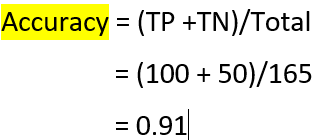 Accuracy = (TP +TN)/Total
= (100 + 50)/165
= 0.91